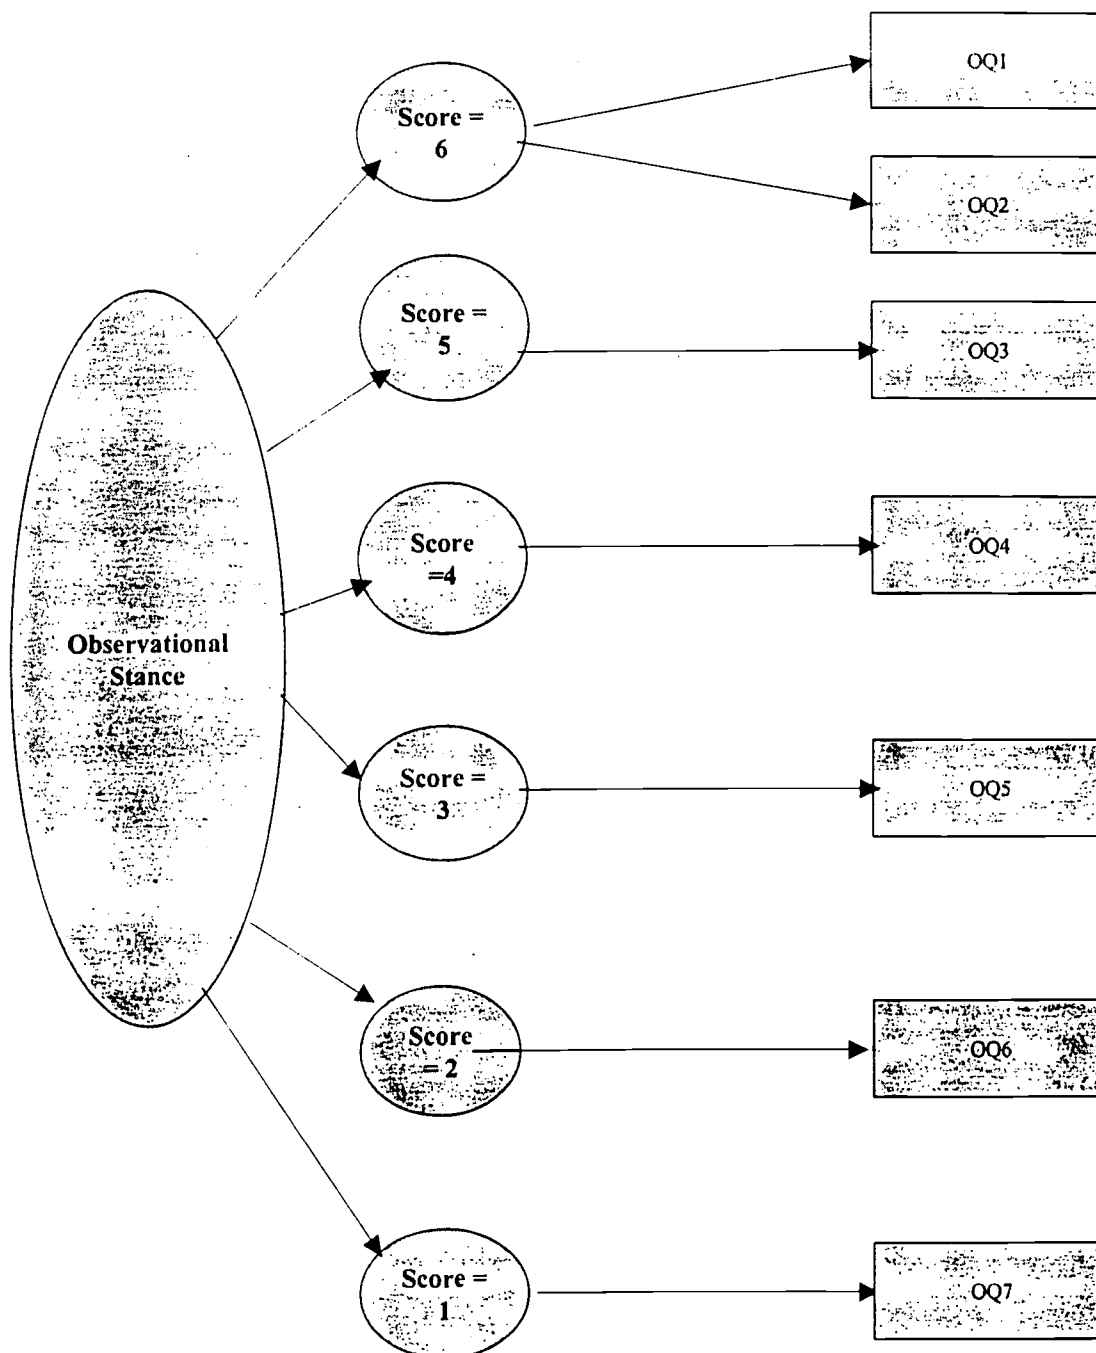 Score =
6
OQ1
OQ2
Score =
5
OQ3
Score
=4
OQ4
Observational
Stance
Score =
3
OQ5
Score
= 2
OQ6
Score =
1
OQ7